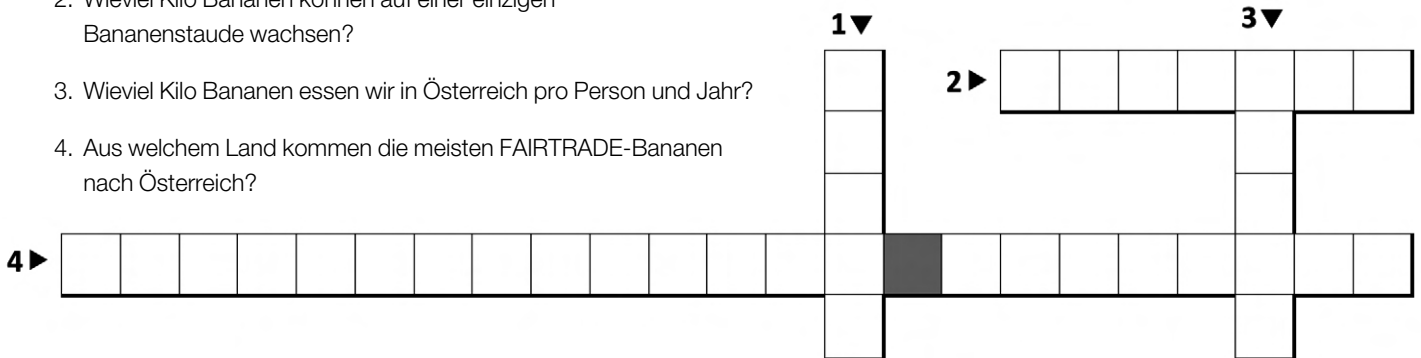 2. Wieviel Kilo Bananen können auf einer einzigen
Bananenstaude wachsen?
3. Wieviel Kilo Bananen essen wir in Österreich pro Person und Jahr?
4. Aus welchem Land kommen die meisten FAIRTRADE-Bananen
nach Österreich?
1▼
3▼
2▶
4▶